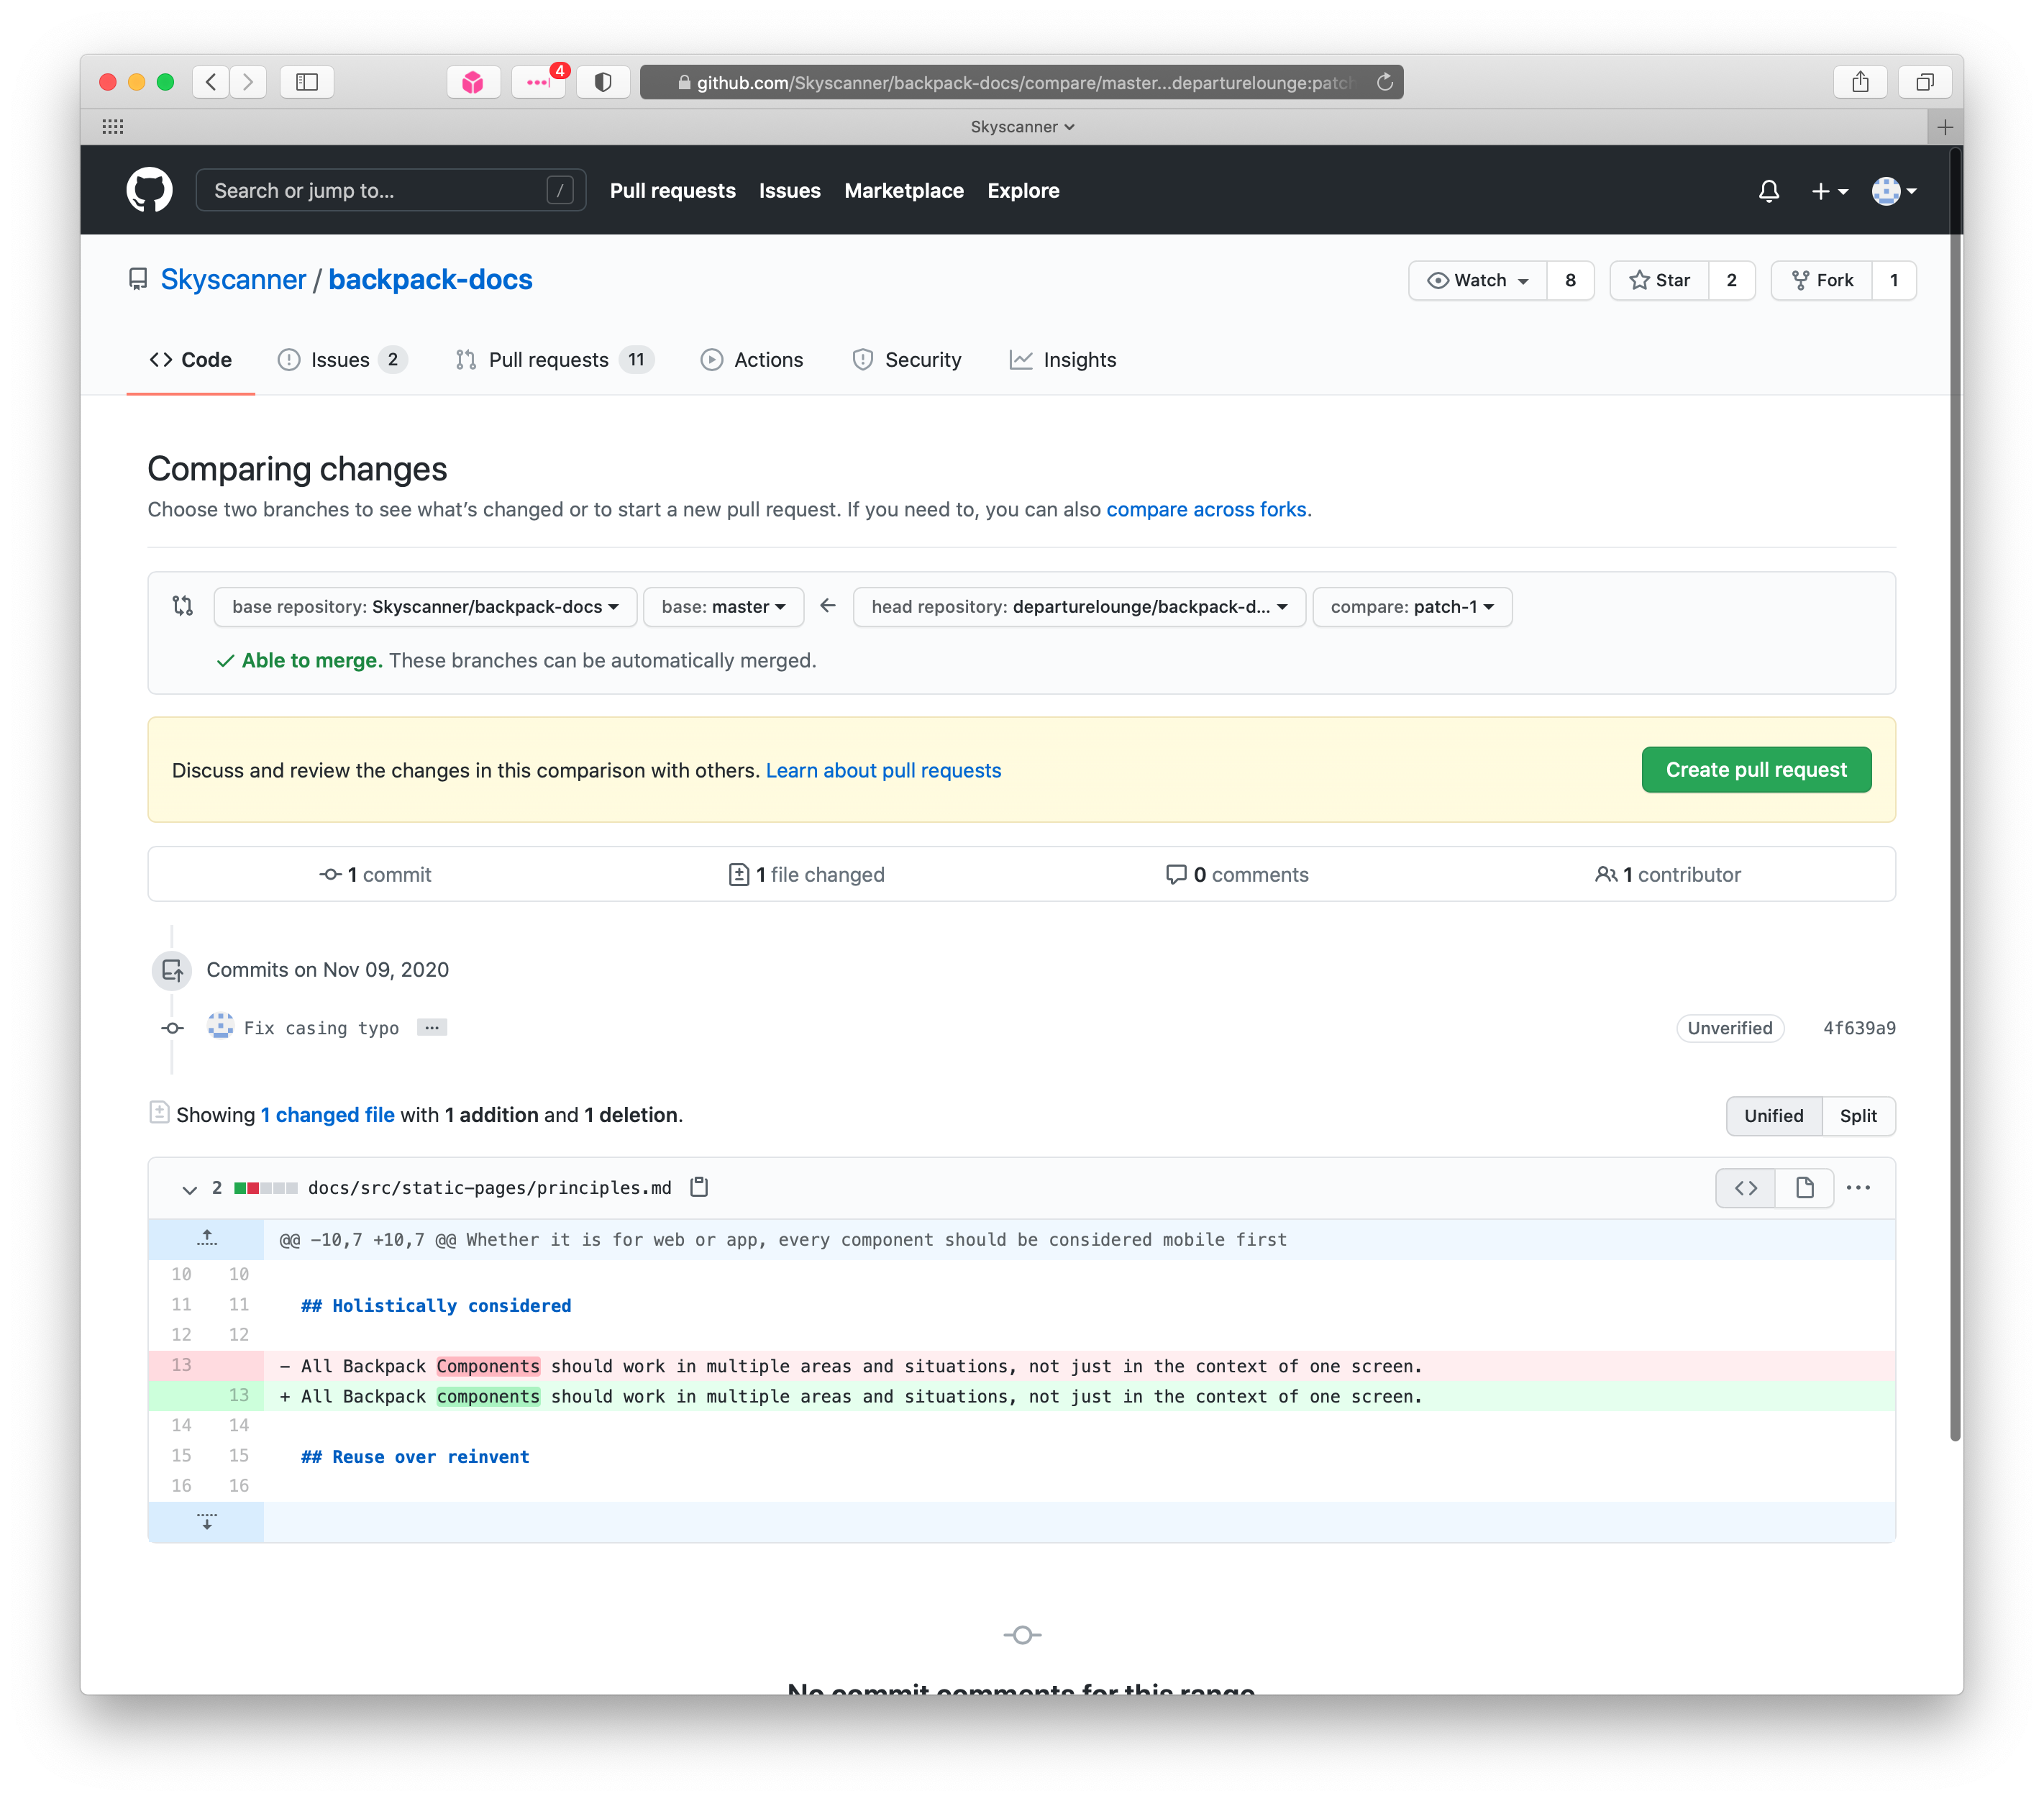 4
github.com/Skyscanner/backpack-docs/compare/master...departurelounge:patc
Skyscanner
Search or jump to... /
Pull requests Issues Marketplace Explore
Skyscanner / backpack-docs
Watch 8 Star 2 Fork 1
Code Issues 2 Pull requests 11 Actions Security Insights
Comparing changes
Choose two branches to see what’s changed or to start a new pull request. If you need to, you can also compare across forks.
base repository: Skyscanner/backpack-docs base: master ← head repository: departurelounge/backpack-d... compare: patch-1
✓ Able to merge. These branches can be automatically merged.
Discuss and review the changes in this comparison with others. Learn about pull requests Create pull request
1 commit 1 file changed 0 comments 1 contributor
Commits on Nov 09, 2020
Fix casing typo ... Unverified 4f639a9
Showing 1 changed file with 1 addition and 1 deletion. Unified Split
2 docs/src/static-pages/principles.md
@@ -10,7 +10,7 @@ Whether it is for web or app, every component should be considered mobile first
10 10
11 11 ## Holistically considered
12 12
13 - All Backpack Components should work in multiple areas and situations, not just in the context of one screen.
13 + All Backpack components should work in multiple areas and situations, not just in the context of one screen.
14 14
15 15 ## Reuse over reinvent
16 16
No commit comments for this range